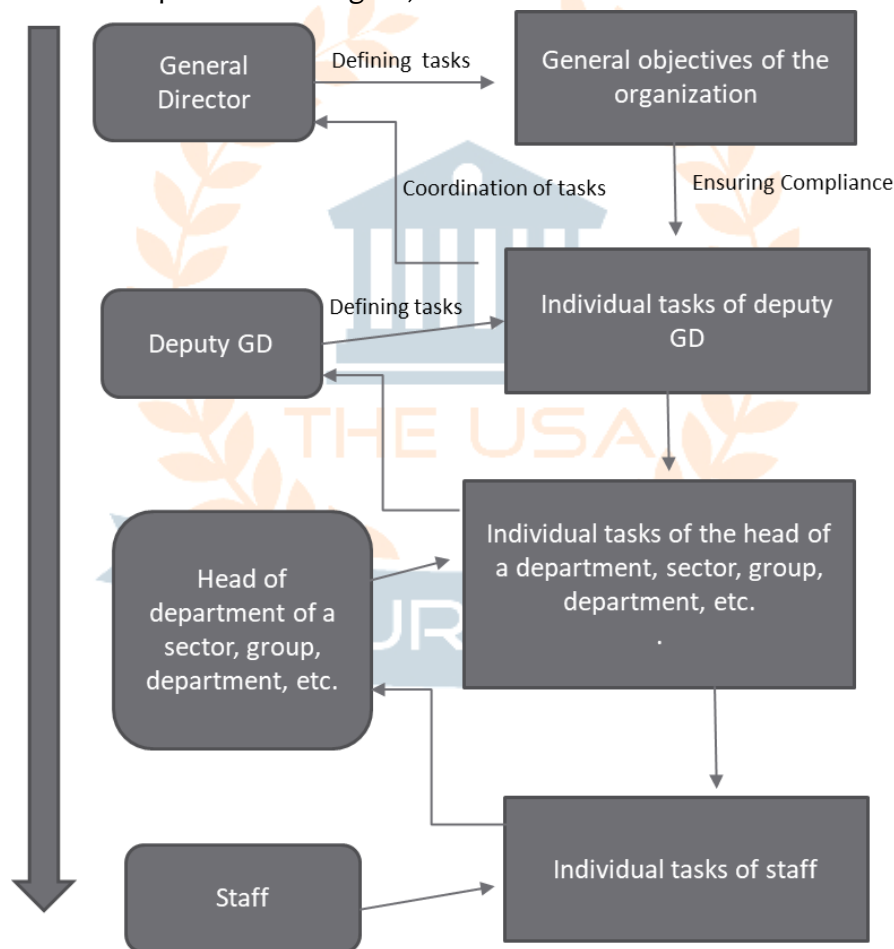 General
Director
Defining tasks
General objectives of the
organization
Coordination of tasks
Ensuring Compliance
Deputy GD
Defining tasks
Individual tasks of deputy
GD
THE USA
Head of
department of a
sector, group,
department, etc.
Individual tasks of the head of
a department, sector, group,
department, etc.
.
Staff
Individual tasks of staff